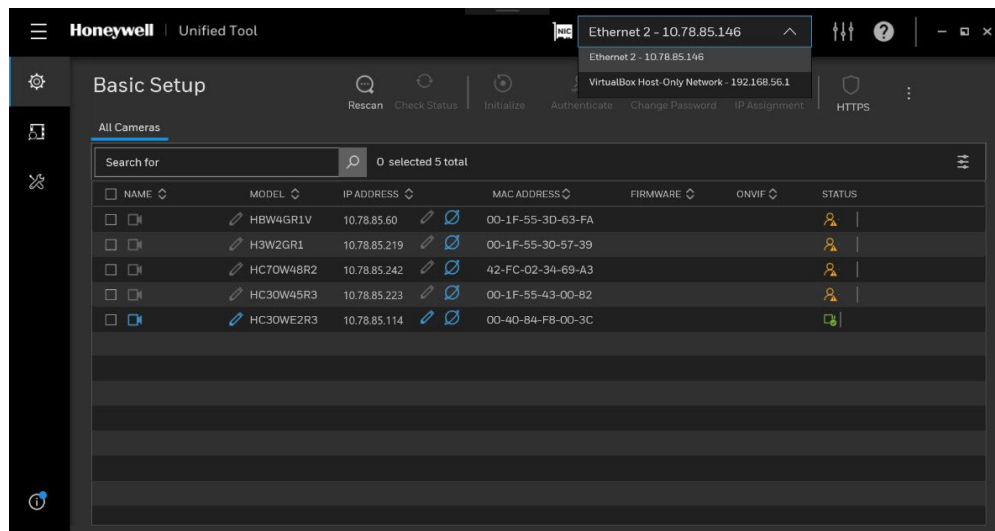 Honeywell Unified Tool NIC Ethernet 2 - 10.78.85.146
Ethernet 2 - 10.78.85.146
VirtualBox Host-Only Network - 192.168.56.1
Basic Setup
Rescan Check Status Initialize Authenticate Change Password IP Assignment HTTPS
All Cameras
Search for 0 selected 5 total
NAME MODEL IP ADDRESS MAC ADDRESS FIRMWARE ONVIF STATUS
HBW4GR1V 10.78.85.60 00-1F-55-3D-63-FA
H3W2GR1 10.78.85.219 00-1F-55-30-57-39
HC70W48R2 10.78.85.242 42-FC-02-34-69-A3
HC30W45R3 10.78.85.223 00-1F-55-43-00-82
HC30WE2R3 10.78.85.114 00-40-84-F8-00-3C